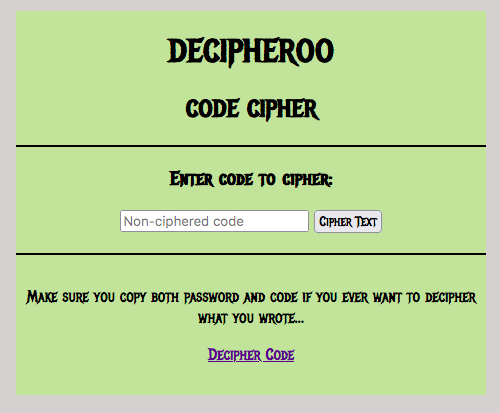 DECIPHEROO
CODE CIPHER
Enter code to cipher:
Non-ciphered code
Cipher Text
Make sure you copy both password and code if you ever want to decipher
what you wrote...
Decipher Code